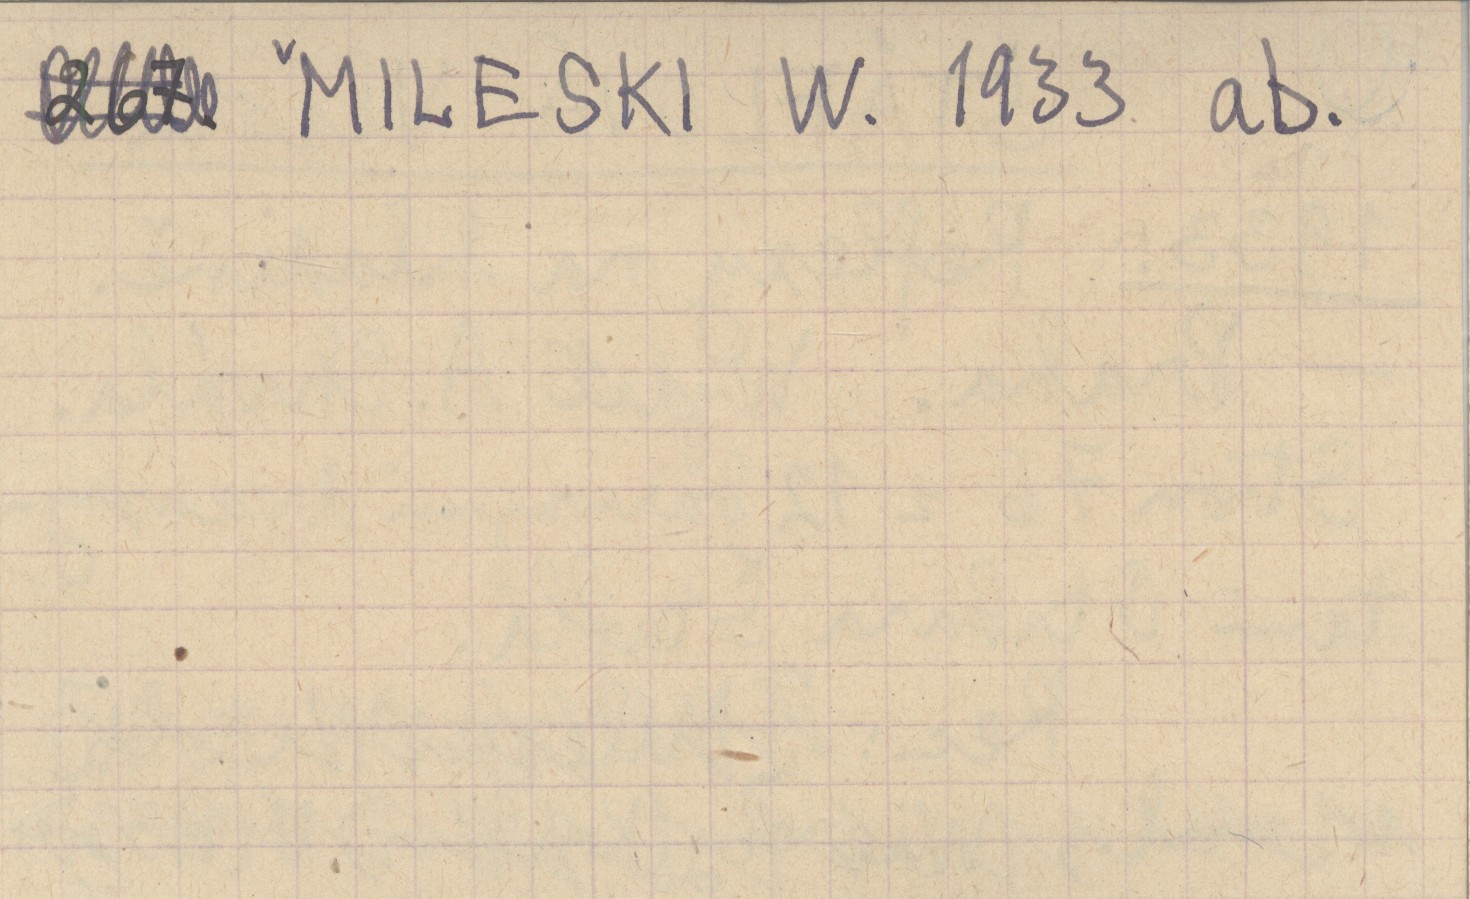 267. ˇMILESKI W. 1933 ab.